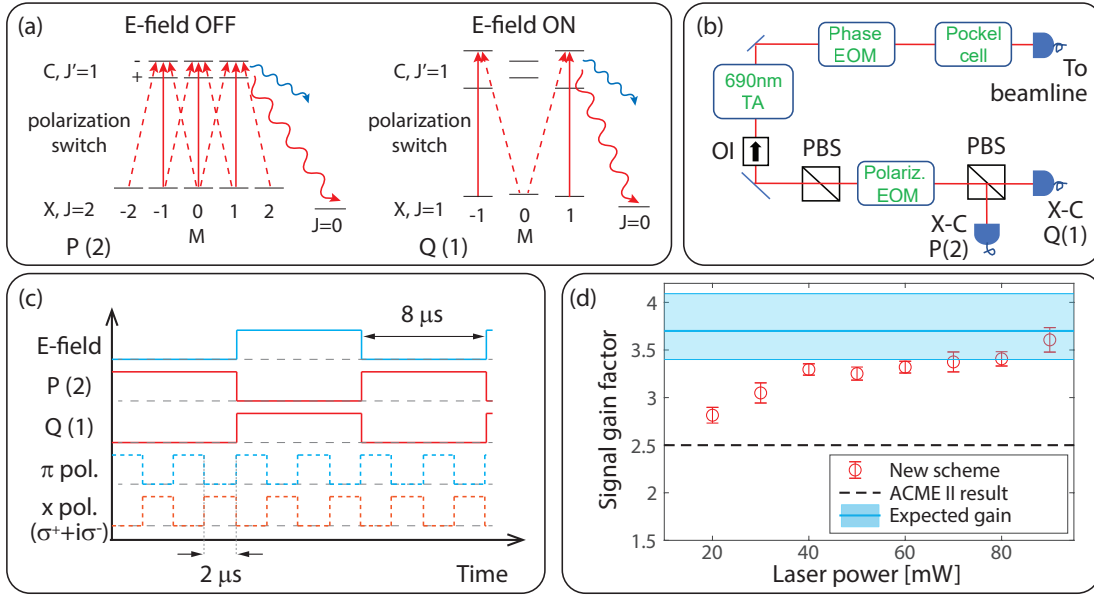 (a)
E-field OFF
E-field ON
C, J'=1
-
+
polarization
switch
X, J=2
-2 -1 0 1 2
M
J=0
P (2)
C, J'=1
polarization
switch
X, J=1
-1 0 1
M
J=0
Q (1)
(b)
Phase
EOM
Pockel
cell
To
beamline
690nm
TA
OI
PBS
Polariz.
EOM
PBS
X-C
P(2)
X-C
Q(1)
(c)
E-field
8 μs
P (2)
Q (1)
π pol.
x pol.
(σ⁺+iσ⁻)
2 μs
Time
(d)
Signal gain factor
4
3.5
3
2.5
2
1.5
New scheme
ACME II result
Expected gain
20 40 60 80
Laser power [mW]